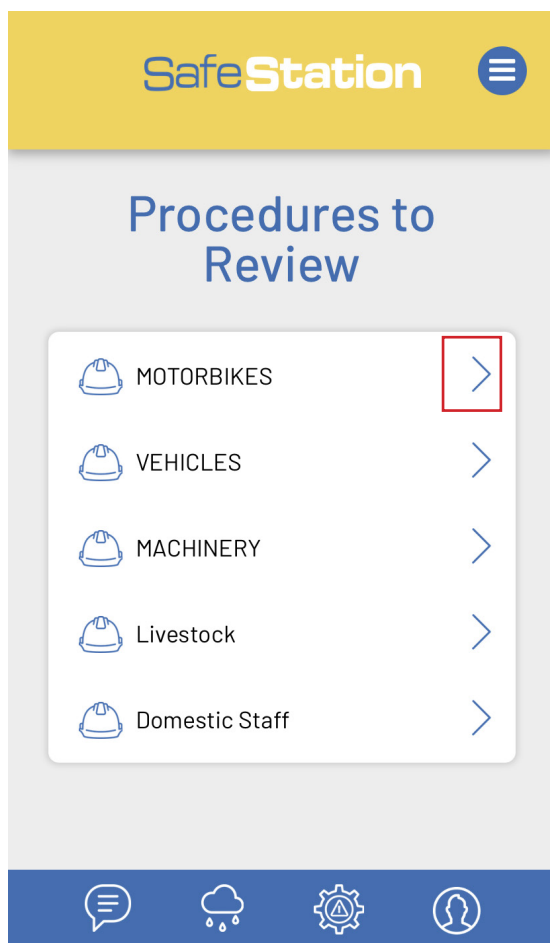 SafeStation
Procedures to
Review
MOTORBIKES
VEHICLES
MACHINERY
Livestock
Domestic Staff